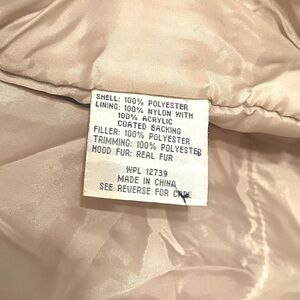 SHELL: 100% POLYESTER
LINING: 100% NYLON WITH
100% ACRYLIC
COATED BACKING
FILLER: 100% POLYESTER
TRIMMING: 100% POLYESTER
HOOD FUR: REAL FUR
WPL 12739
MADE IN CHINA
SEE REVERSE FOR CARE